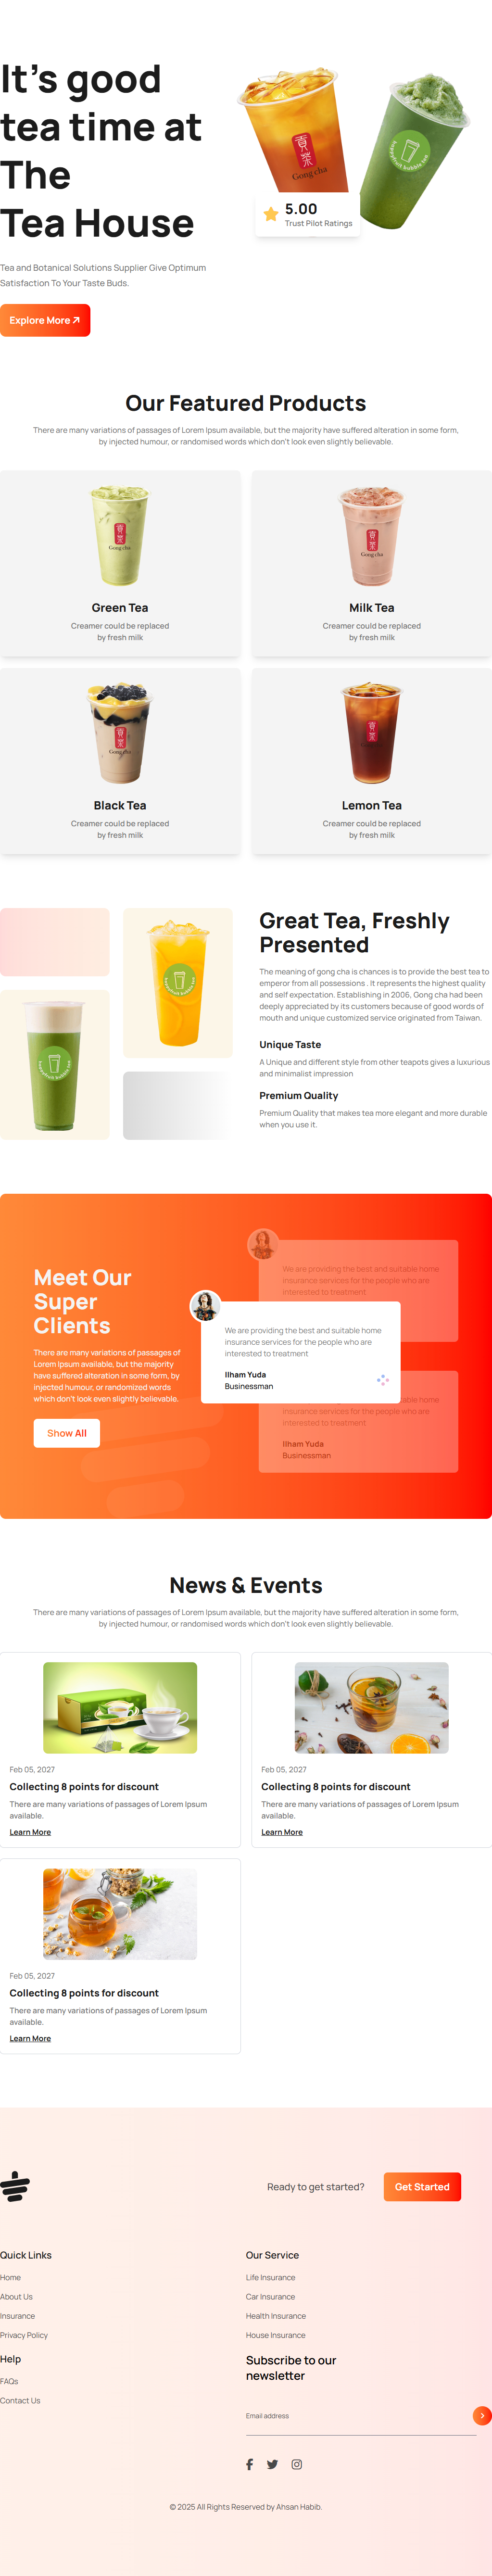 It's good
tea time at
The
Tea House
Tea and Botanical Solutions Supplier Give Optimum
Satisfaction To Your Taste Buds.
Explore More
貢茶
Gong cha
5.00
Trust Pilot Ratings
Our Featured Products
There are many variations of passages of Lorem Ipsum available, but the majority have suffered alteration in some form,
by injected humour, or randomised words which don't look even slightly believable.
貢茶
Gong cha
Green Tea
Creamer could be replaced
by fresh milk
貢茶
Gong cha
Milk Tea
Creamer could be replaced
by fresh milk
貢茶
Gong cha
Black Tea
Creamer could be replaced
by fresh milk
貢茶
Lemon Tea
Creamer could be replaced
by fresh milk
Great Tea, Freshly
Presented
The meaning of gong cha is chances is to provide the best tea to
emperor from all possessions . It represents the highest quality
and self expectation. Establishing in 2006, Gong cha had been
deeply appreciated by its customers because of good words of
mouth and unique customized service originated from Taiwan.
Unique Taste
A Unique and different style from other teapots gives a luxurious
and minimalist impression
Premium Quality
Premium Quality that makes tea more elegant and more durable
when you use it.
Meet Our
Super
Clients
There are many variations of passages of
Lorem Ipsum available, but the majority
have suffered alteration in some form, by
injected humour, or randomized words
which don't look even slightly believable.
Show All
We are providing the best and suitable home
insurance services for the people who are
interested to treatment
We are providing the best and suitable home
insurance services for the people who are
interested to treatment
Ilham Yuda
Businessman
able home
insurance services for the people who are
interested to treatment
Ilham Yuda
Businessman
News & Events
There are many variations of passages of Lorem Ipsum available, but the majority have suffered alteration in some form,
by injected humour, or randomised words which don't look even slightly believable.
Feb 05, 2027
Collecting 8 points for discount
There are many variations of passages of Lorem Ipsum
available.
Learn More
Feb 05, 2027
Collecting 8 points for discount
There are many variations of passages of Lorem Ipsum
available.
Learn More
Feb 05, 2027
Collecting 8 points for discount
There are many variations of passages of Lorem Ipsum
available.
Learn More
Ready to get started?
Get Started
Quick Links
Home
About Us
Insurance
Privacy Policy
Help
FAQs
Contact Us
Our Service
Life Insurance
Car Insurance
Health Insurance
House Insurance
Subscribe to our
newsletter
Email address
© 2025 All Rights Reserved by Ahsan Habib.